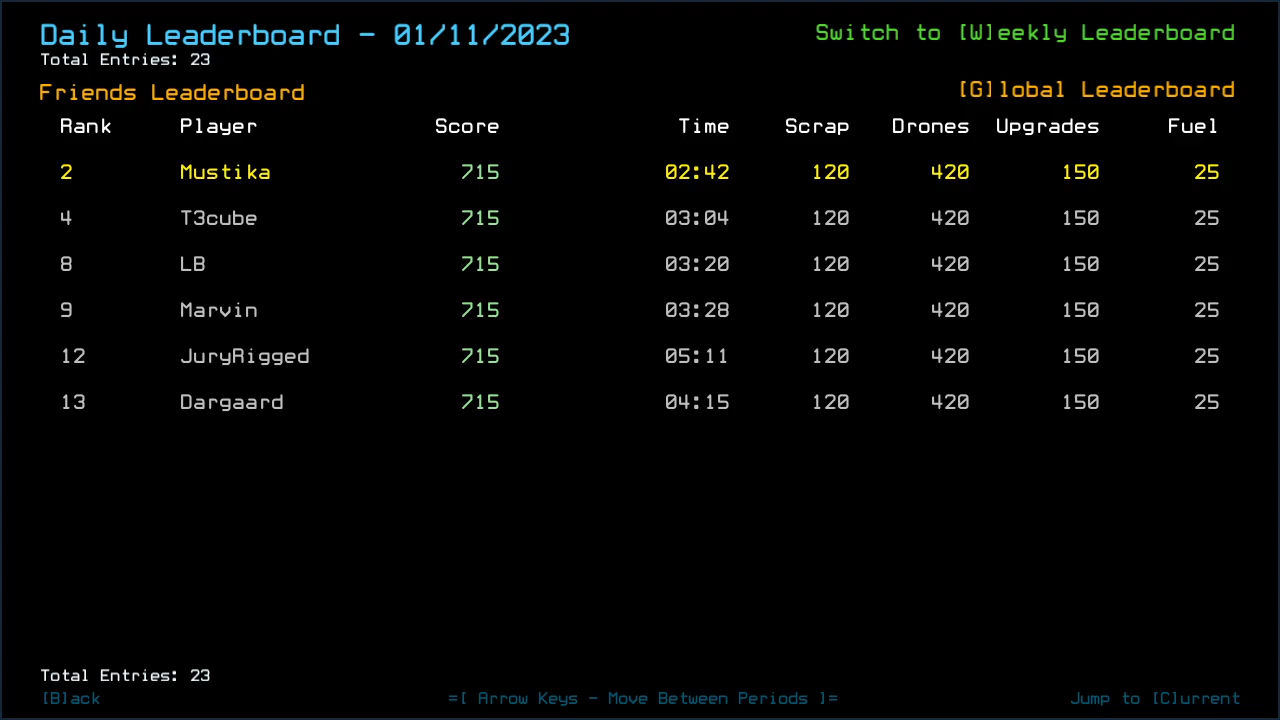 Daily Leaderboard - 01/11/2023
Switch to [W]eekly Leaderboard
Total Entries: 23
Friends Leaderboard
[G]lobal Leaderboard
Rank Player Score Time Scrap Drones Upgrades Fuel
2 Mustika 715 02:42 120 420 150 25
4 T3cube 715 03:04 120 420 150 25
8 LB 715 03:20 120 420 150 25
9 Marvin 715 03:28 120 420 150 25
12 JuryRigged 715 05:11 120 420 150 25
13 Dargaard 715 04:15 120 420 150 25
Total Entries: 23
[B]ack =[ Arrow Keys - Move Between Periods ]= Jump to [C]urrent